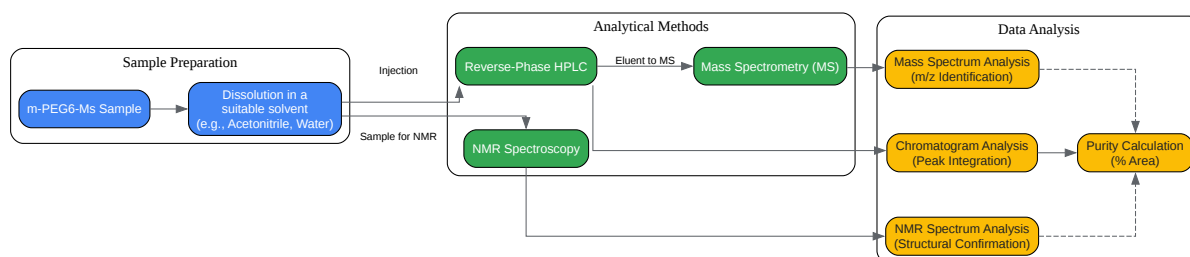 Sample Preparation
m-PEG6-Ms Sample
Dissolution in a
suitable solvent
(e.g., Acetonitrile, Water)
Injection
Sample for NMR
Analytical Methods
Reverse-Phase HPLC
Eluent to MS
Mass Spectrometry (MS)
NMR Spectroscopy
Data Analysis
Mass Spectrum Analysis
(m/z Identification)
Chromatogram Analysis
(Peak Integration)
Purity Calculation
(% Area)
NMR Spectrum Analysis
(Structural Confirmation)